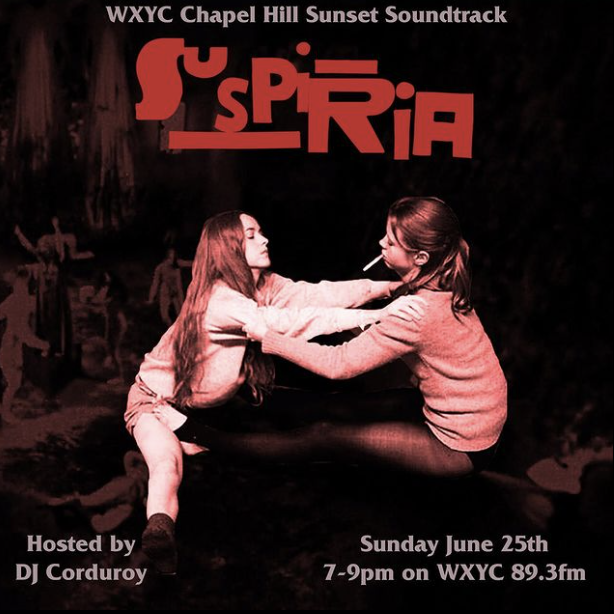 WXYC Chapel Hill Sunset Soundtrack
SuSPiRiA
Hosted by
DJ Corduroy
Sunday June 25th
7-9pm on WXYC 89.3fm